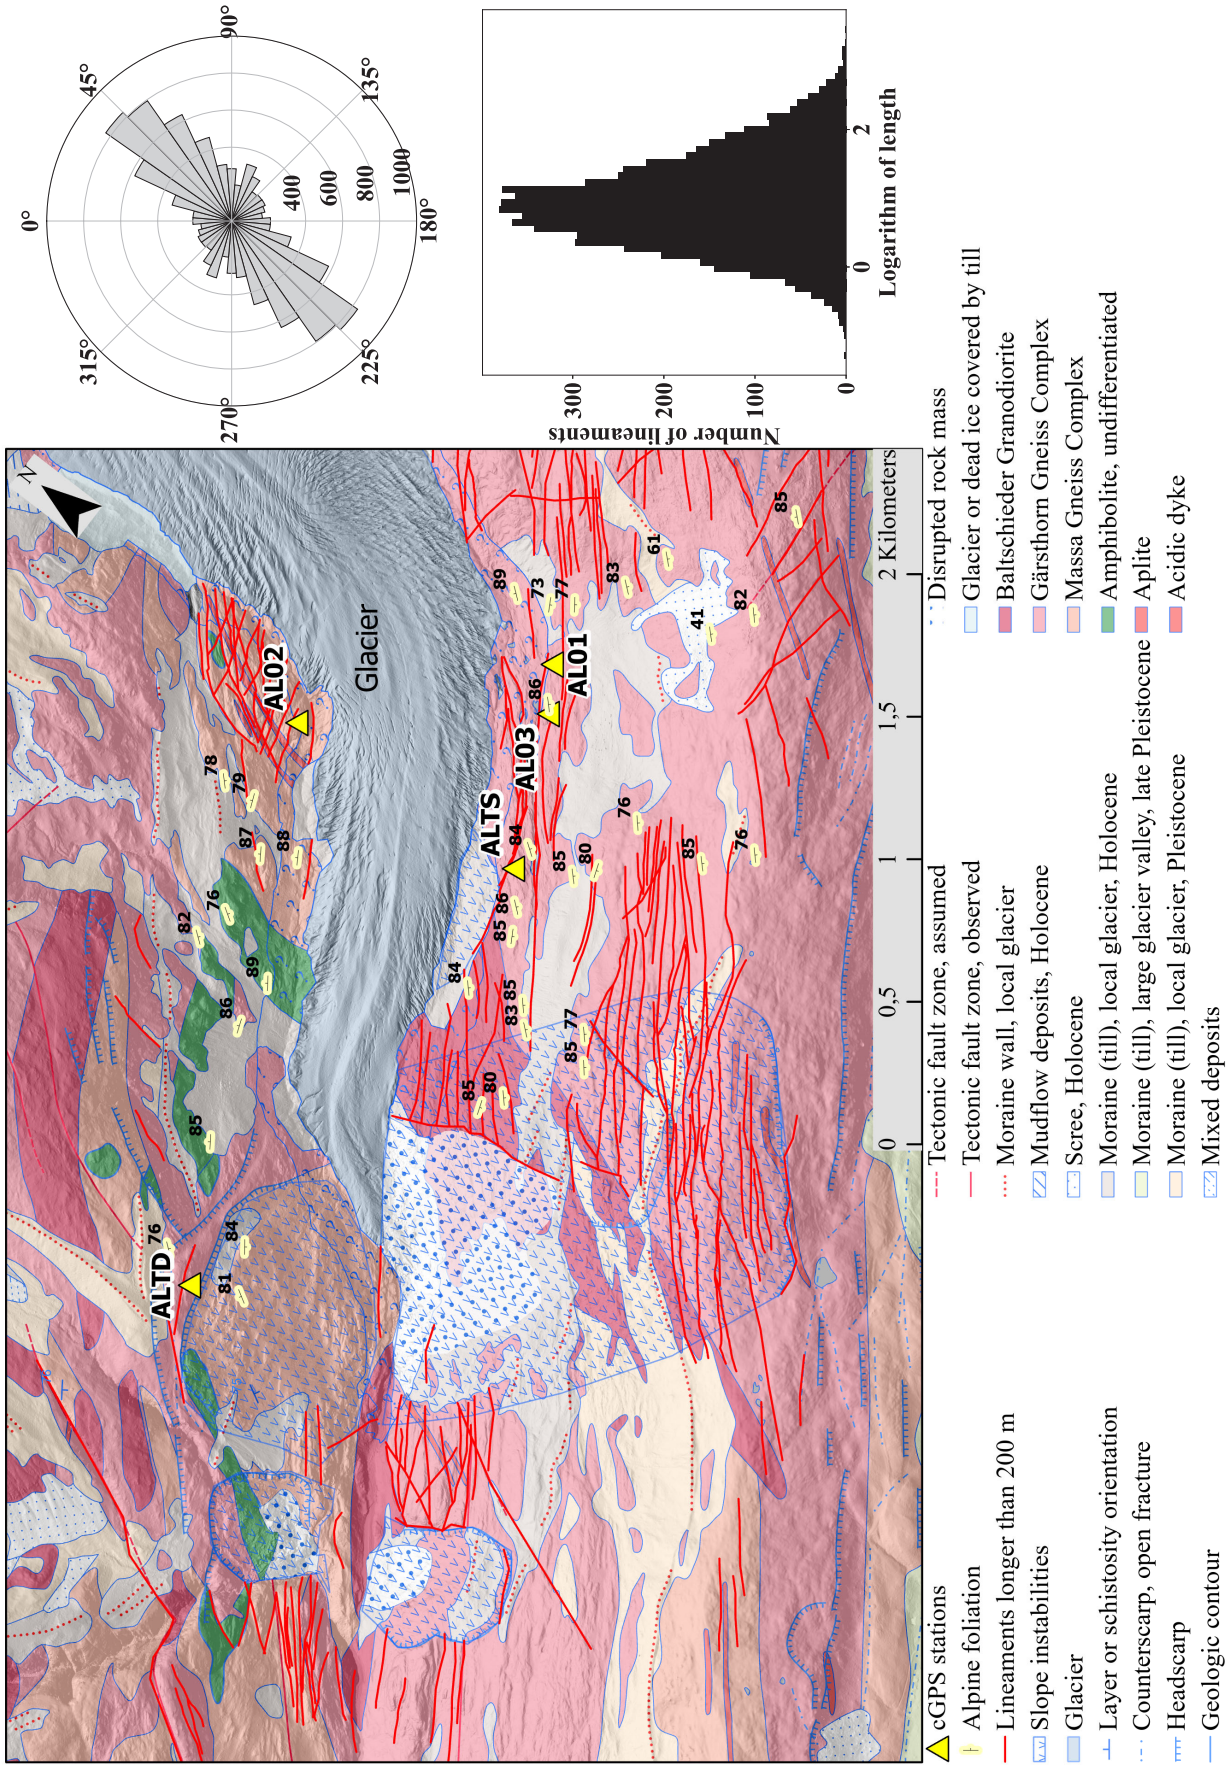 N
ALTD
ALTS
AL03
AL01
AL02
Glacier
76
81
84
85
86
89
82
76
87
88
79
78
85
80
85
77
83
85
84
85
86
84
85
80
76
85
76
86
89
73
77
83
61
41
82
85
0
0,5
1
1,5
2 Kilometers
0°
45°
90°
135°
180°
225°
270°
315°
400
600
800
1000
Number of lineaments
300
200
100
0
0
2
Logarithm of length
cGPS stations
Alpine foliation
Lineaments longer than 200 m
Slope instabilities
Glacier
Layer or schistosity orientation
Counterscarp, open fracture
Headscarp
Geologic contour
Tectonic fault zone, assumed
Tectonic fault zone, observed
Moraine wall, local glacier
Mudflow deposits, Holocene
Scree, Holocene
Moraine (till), local glacier, Holocene
Moraine (till), large glacier valley, late Pleistocene
Moraine (till), local glacier, Pleistocene
Mixed deposits
Disrupted rock mass
Glacier or dead ice covered by till
Baltschieder Granodiorite
Gärsthorn Gneiss Complex
Massa Gneiss Complex
Amphibolite, undifferentiated
Aplite
Acidic dyke